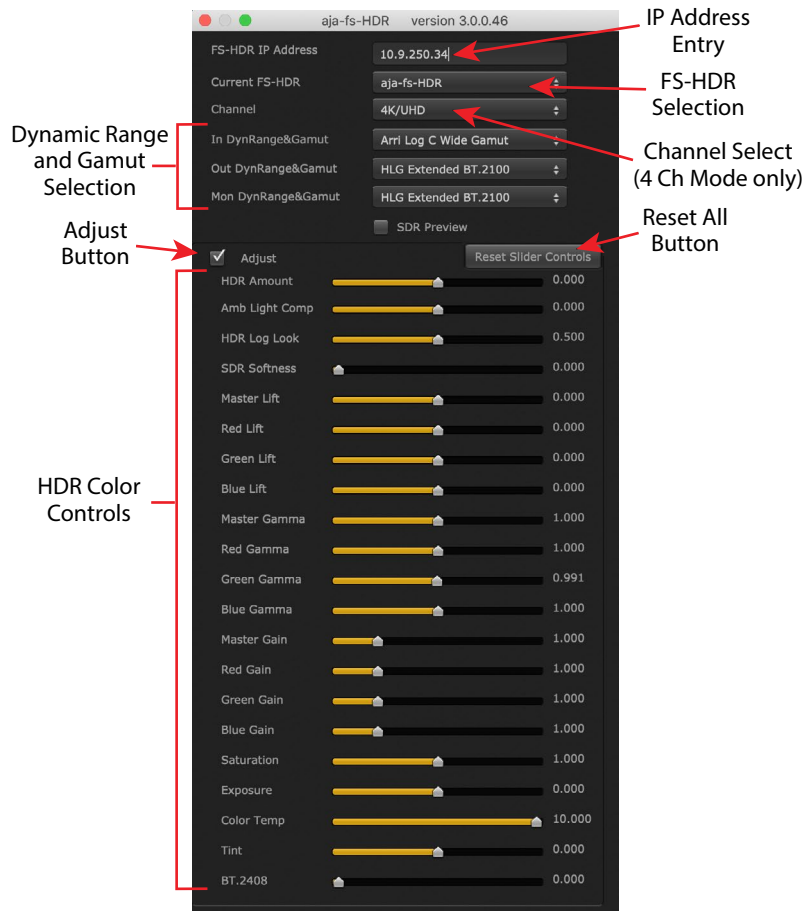 aja-fs-HDR version 3.0.0.46
IP Address
Entry
FS-HDR IP Address 10.9.250.34
Current FS-HDR aja-fs-HDR
FS-HDR
Selection
Channel 4K/UHD
Dynamic Range
and Gamut
Selection
In DynRange&Gamut Arri Log C Wide Gamut
Out DynRange&Gamut HLG Extended BT.2100
Mon DynRange&Gamut HLG Extended BT.2100
Channel Select
(4 Ch Mode only)
SDR Preview
Adjust
Button
Reset All
Button
Adjust Reset Slider Controls
HDR Amount 0.000
Amb Light Comp 0.000
HDR Log Look 0.500
SDR Softness 0.000
Master Lift 0.000
Red Lift 0.000
Green Lift 0.000
Blue Lift 0.000
HDR Color
Controls
Master Gamma 1.000
Red Gamma 1.000
Green Gamma 0.991
Blue Gamma 1.000
Master Gain 1.000
Red Gain 1.000
Green Gain 1.000
Blue Gain 1.000
Saturation 1.000
Exposure 0.000
Color Temp 10.000
Tint 0.000
BT.2408 0.000